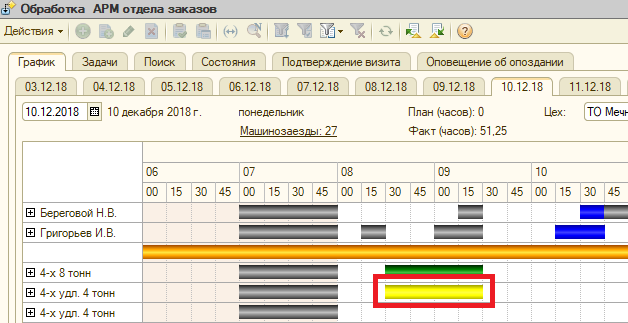 Обработка АРМ отдела заказов
Действия
График Задачи Поиск Состояния Подтверждение визита Оповещение об опоздании
03.12.18 04.12.18 05.12.18 06.12.18 07.12.18 08.12.18 09.12.18 10.12.18 11.12.18
10.12.2018 10 декабря 2018 г. понедельник План (часов): 0 Цех: ТО Мечн
Машинозаезды: 27 Факт (часов): 51,25
06 07 08 09 10
00 15 30 45 00 15 30 45 00 15 30 45 00 15 30 45 00 15 30 45
Береговой Н.В.
Григорьев И.В.
4-х 8 тонн
4-х удл. 4 тонн
4-х удл. 4 тонн